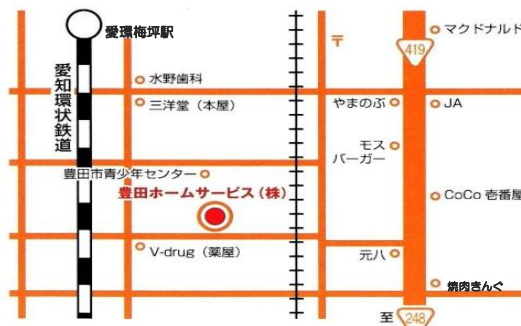 愛環梅坪駅
愛知環状鉄道
〒
419
マクドナルド
水野歯科
三洋堂（本屋）
やまのぶ
JA
モス
バーガー
豊田市青少年センター
豊田ホームサービス（株）
CoCo 壱番屋
V-drug（薬屋）
元八
焼肉きんぐ
至
248